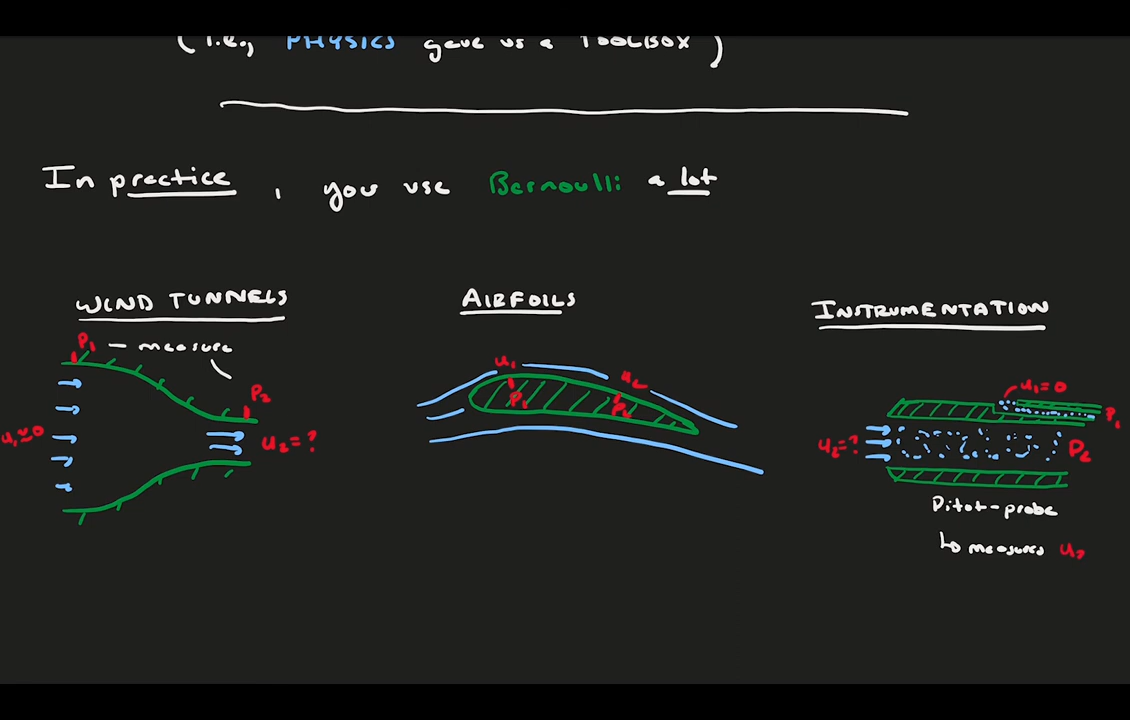 (i.e., PHYSICS gave us a TOOLBOX)
In practice, you use Bernoulli a lot
WIND TUNNELS
P1 — measure
P2
u1≈0
u2=?
AIRFOILS
u1
u2
P1
P2
INSTRUMENTATION
u1=0
P1
u2=?
P2
Pitot-probe
↳ measures u2